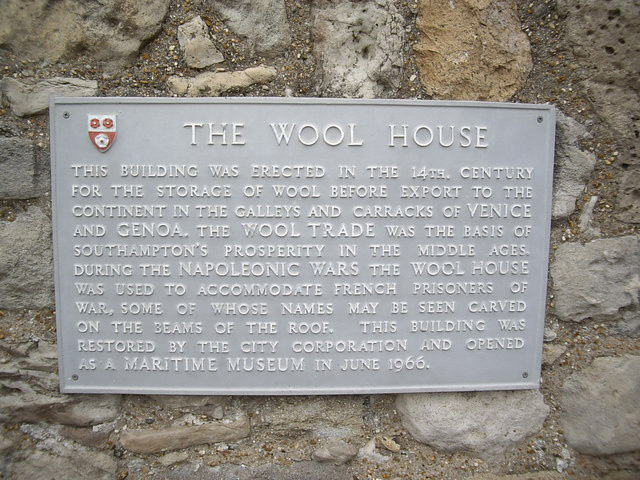 THE WOOL HOUSE
THIS BUILDING WAS ERECTED IN THE 14TH. CENTURY
FOR THE STORAGE OF WOOL BEFORE EXPORT TO THE
CONTINENT IN THE GALLEYS AND CARRACKS OF VENICE
AND GENOA. THE WOOL TRADE WAS THE BASIS OF
SOUTHAMPTON'S PROSPERITY IN THE MIDDLE AGES.
DURING THE NAPOLEONIC WARS THE WOOL HOUSE
WAS USED TO ACCOMMODATE FRENCH PRISONERS OF
WAR, SOME OF WHOSE NAMES MAY BE SEEN CARVED
ON THE BEAMS OF THE ROOF. THIS BUILDING WAS
RESTORED BY THE CITY CORPORATION AND OPENED
AS A MARITIME MUSEUM IN JUNE 1966.